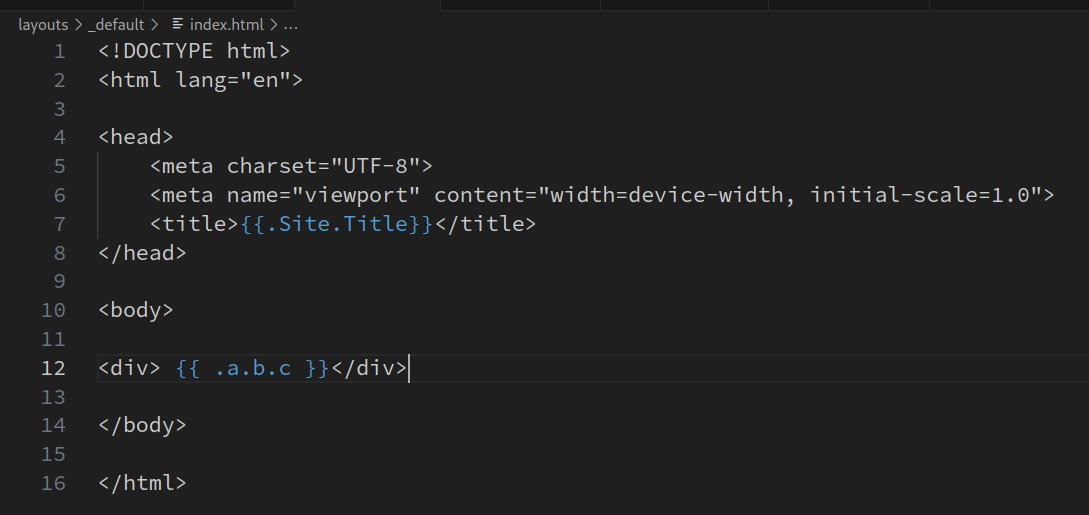 layouts > _default > index.html > ...
1 <!DOCTYPE html>
2 <html lang="en">
3
4 <head>
5     <meta charset="UTF-8">
6     <meta name="viewport" content="width=device-width, initial-scale=1.0">
7     <title>{{.Site.Title}}</title>
8 </head>
9
10 <body>
11
12 <div> {{ .a.b.c }}</div>
13
14 </body>
15
16 </html>